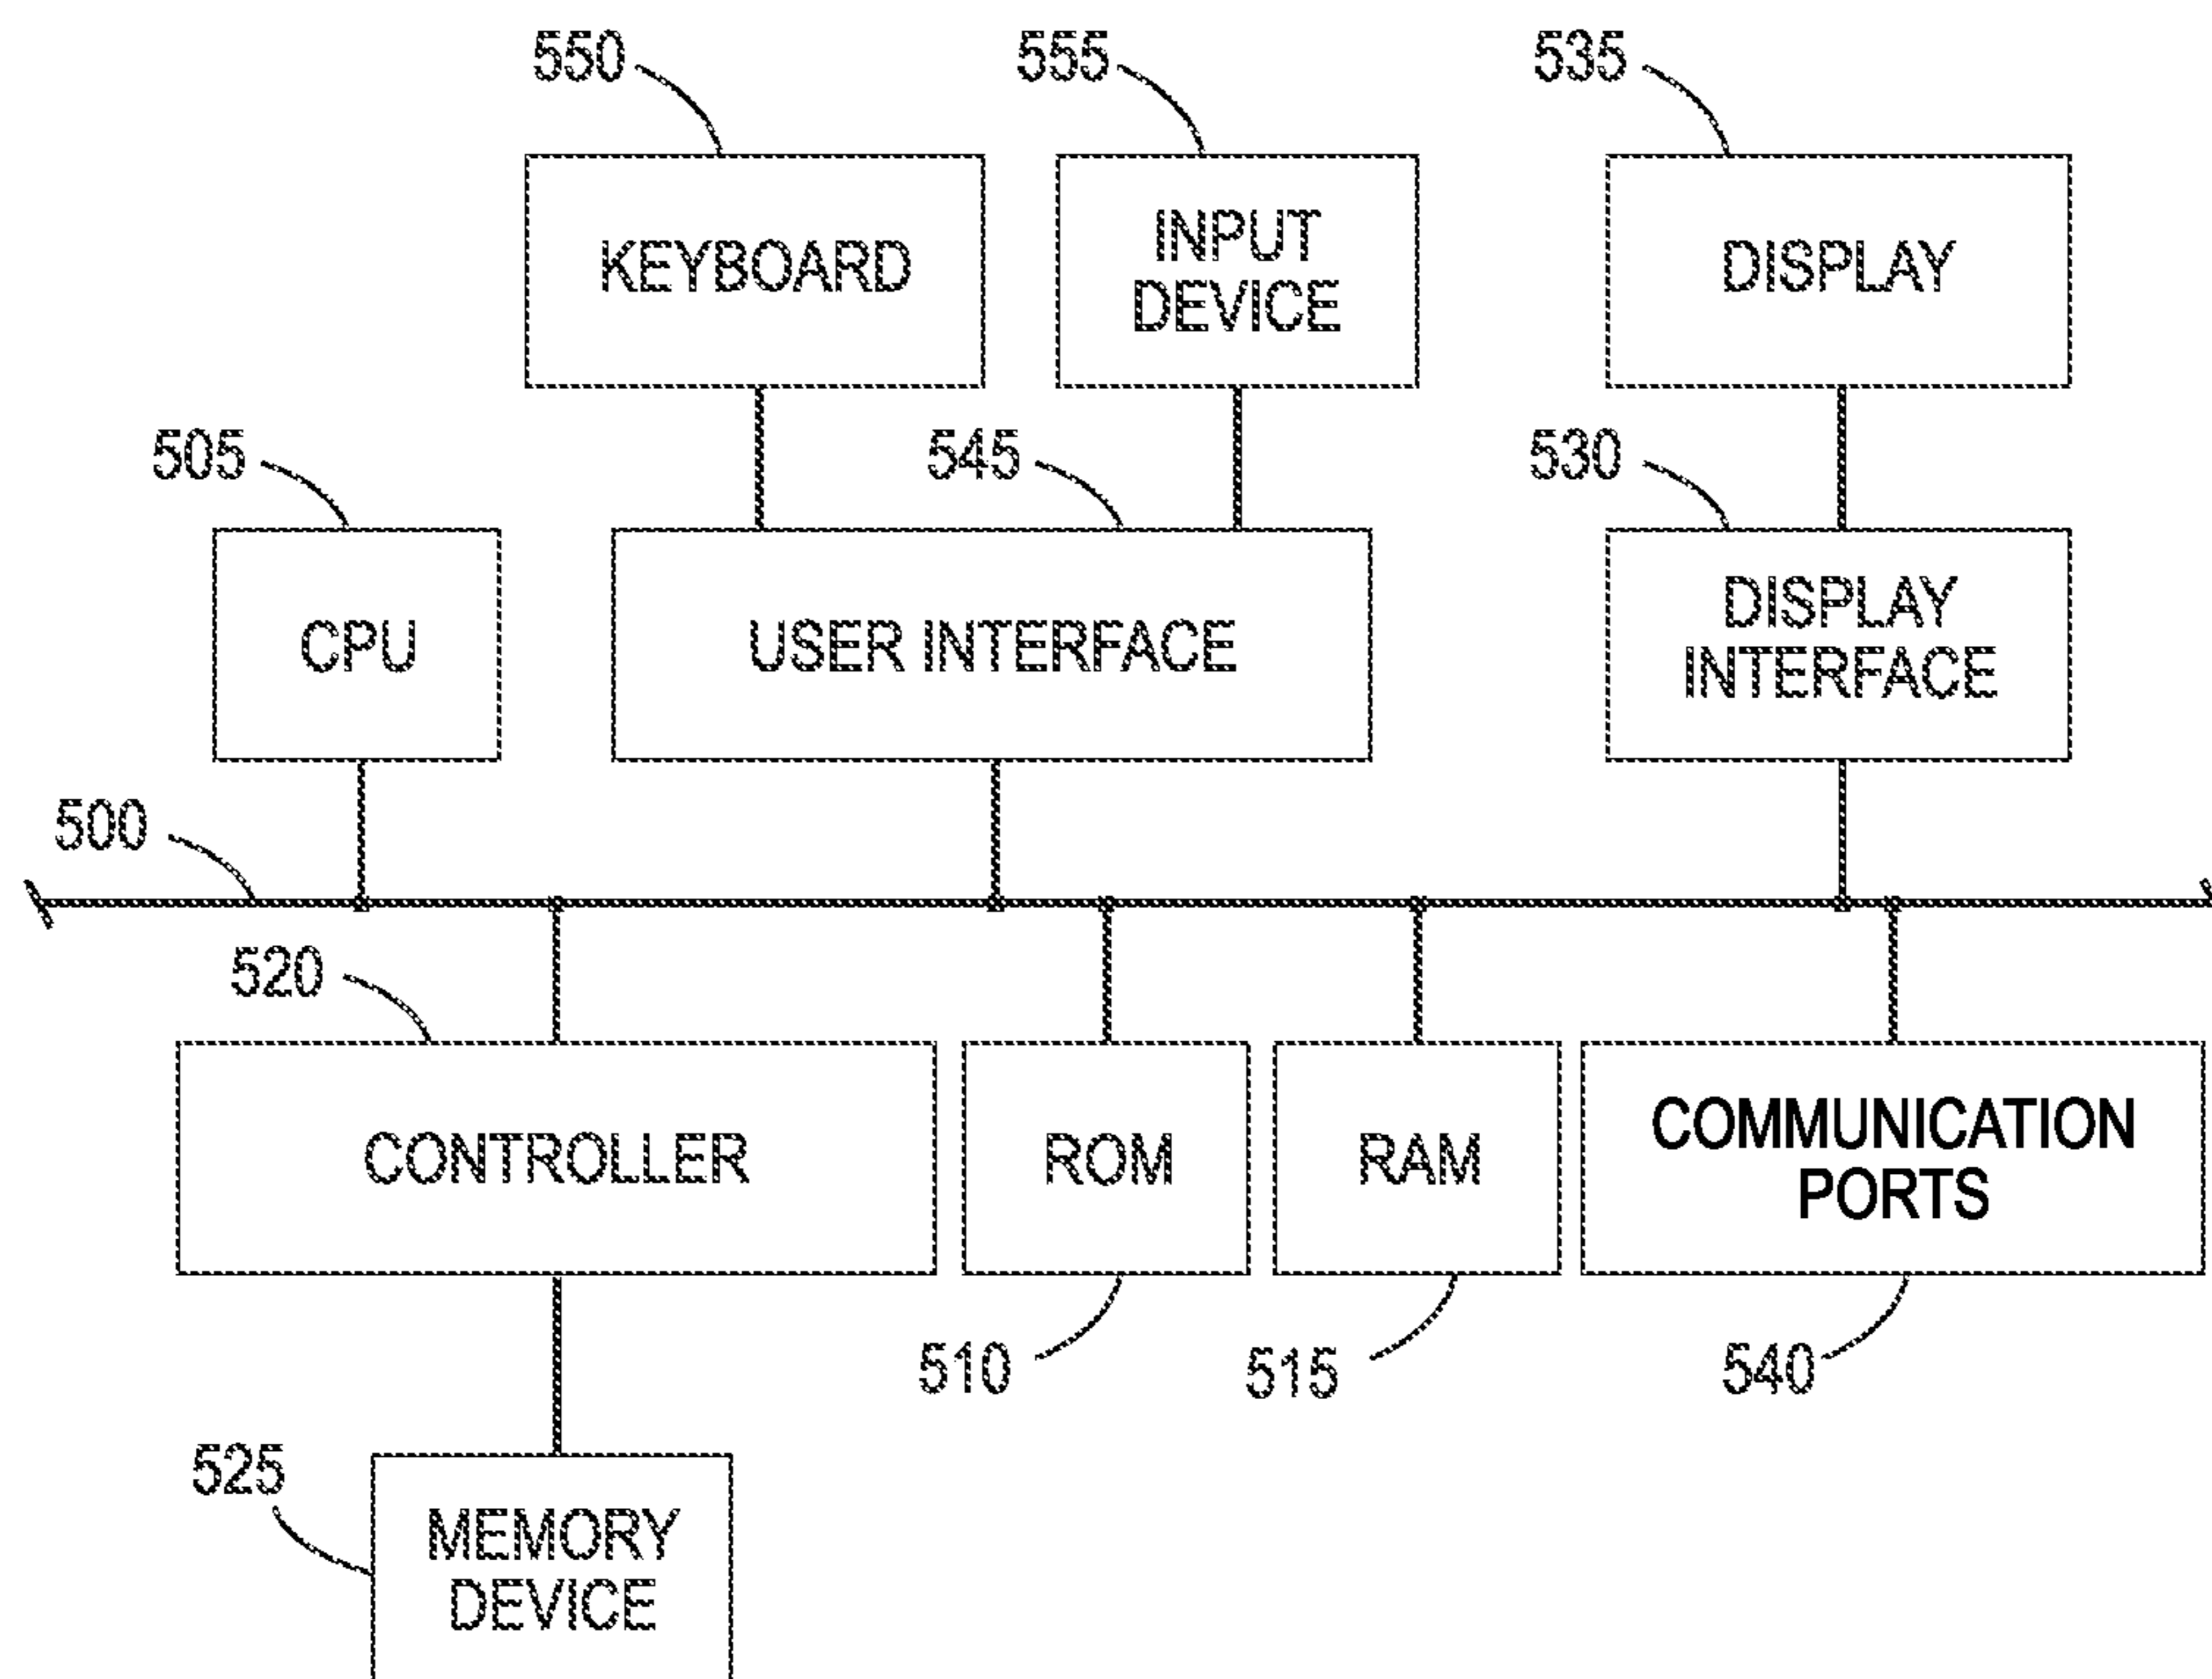 550
555
535
KEYBOARD
INPUT
DEVICE
DISPLAY
505
545
530
CPU
USER INTERFACE
DISPLAY
INTERFACE
500
520
CONTROLLER
ROM
RAM
COMMUNICATION
PORTS
510
515
540
525
MEMORY
DEVICE